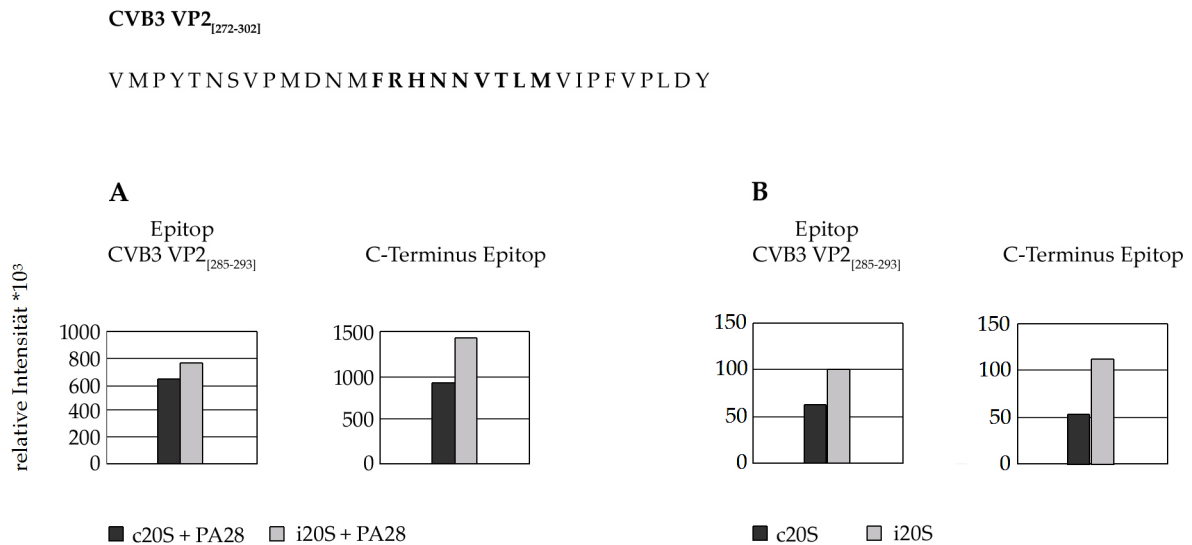 CVB3 VP2[272-302]
V M P Y T N S V P M D N M F R H N N V T L M V I P F V P L D Y
A
Epitop
CVB3 VP2[285-293]
C-Terminus Epitop
relative Intensität *10³
1000
800
600
400
200
0
1500
1000
500
0
c20S + PA28
i20S + PA28
B
Epitop
CVB3 VP2[285-293]
C-Terminus Epitop
150
100
50
0
150
100
50
0
c20S
i20S